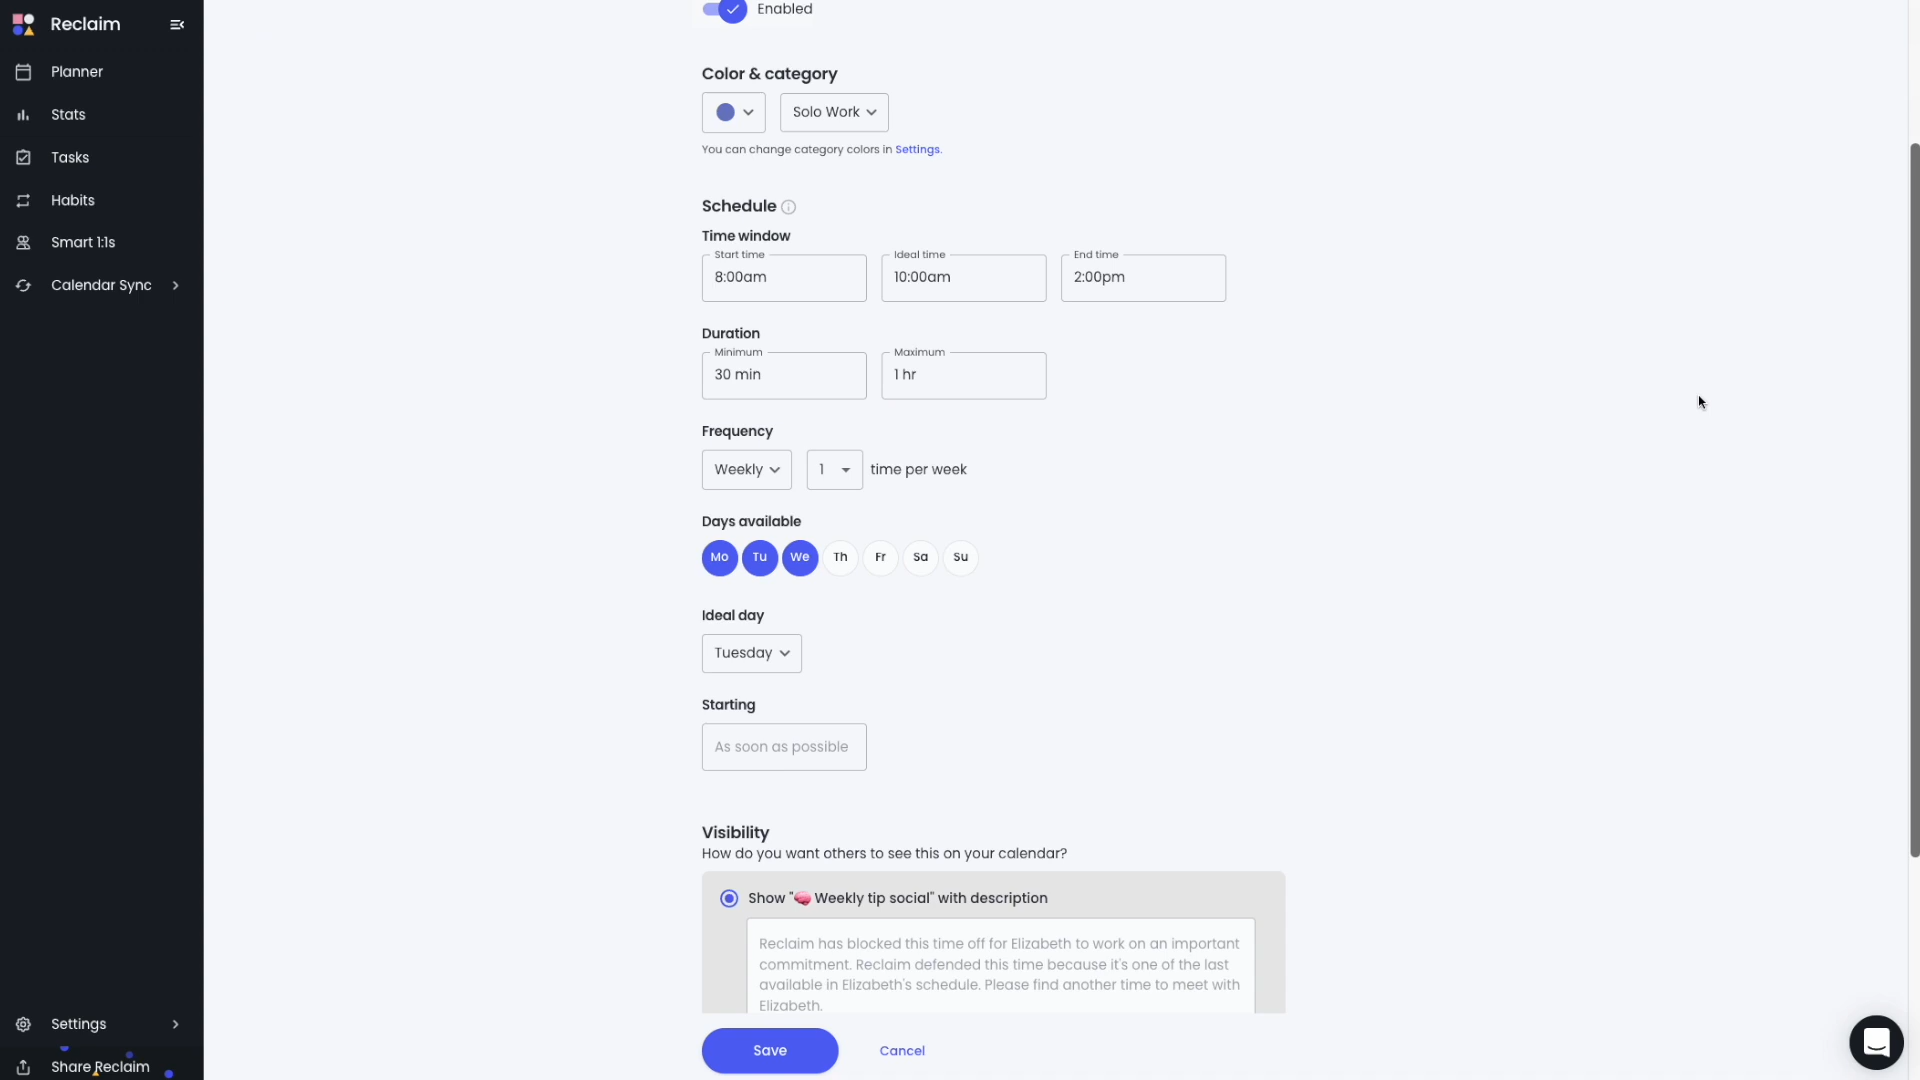 Reclaim
Planner
Stats
Tasks
Habits
Smart 1:1s
Calendar Sync
Settings
Share Reclaim
Enabled
Color & category
Solo Work
You can change category colors in Settings.
Schedule
Time window
Start time
8:00am
Ideal time
10:00am
End time
2:00pm
Duration
Minimum
30 min
Maximum
1 hr
Frequency
Weekly 1 time per week
Days available
Mo Tu We Th Fr Sa Su
Ideal day
Tuesday
Starting
As soon as possible
Visibility
How do you want others to see this on your calendar?
Show "🧠 Weekly tip social" with description
Reclaim has blocked this time off for Elizabeth to work on an important
commitment. Reclaim defended this time because it's one of the last
available in Elizabeth's schedule. Please find another time to meet with
Elizabeth.
Save Cancel